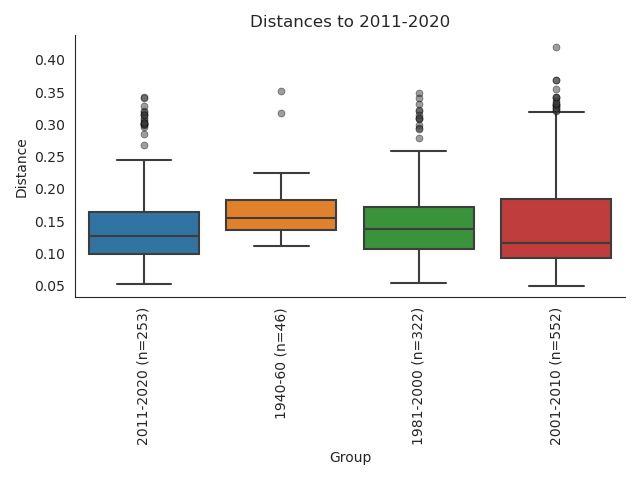 Distances to 2011-2020
Distance
0.40
0.35
0.30
0.25
0.20
0.15
0.10
0.05
2011-2020 (n=253)
1940-60 (n=46)
1981-2000 (n=322)
2001-2010 (n=552)
Group